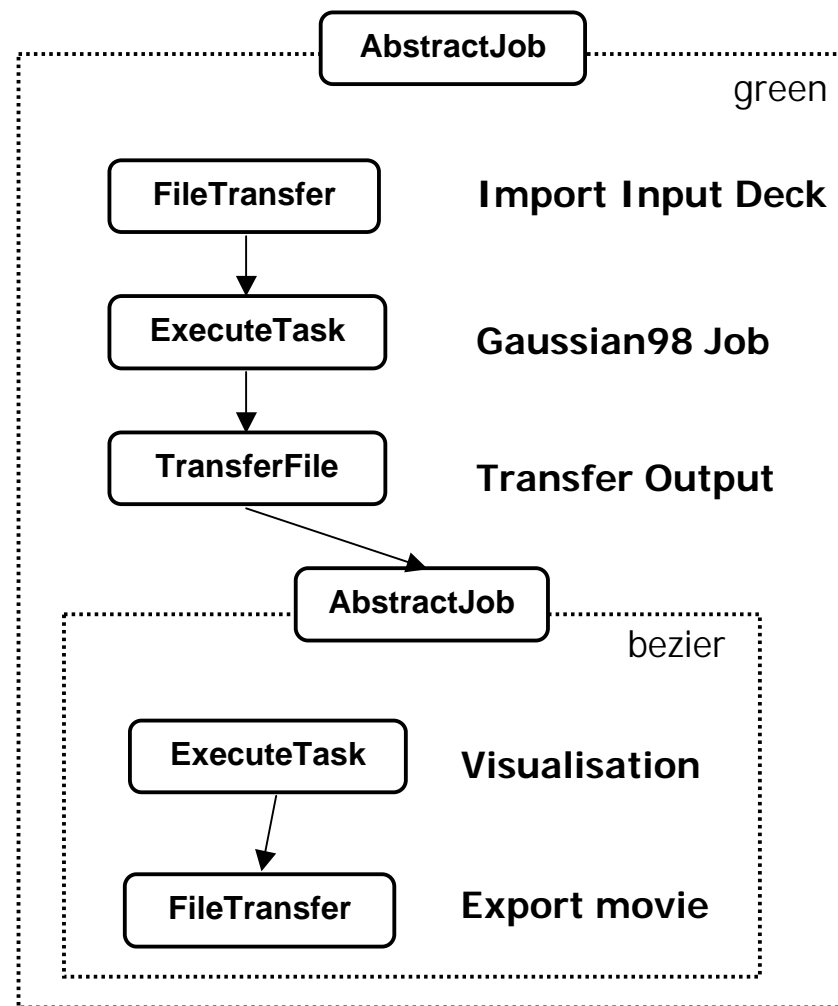 AbstractJob
green
FileTransfer Import Input Deck
ExecuteTask Gaussian98 Job
TransferFile Transfer Output
AbstractJob
bezier
ExecuteTask Visualisation
FileTransfer Export movie